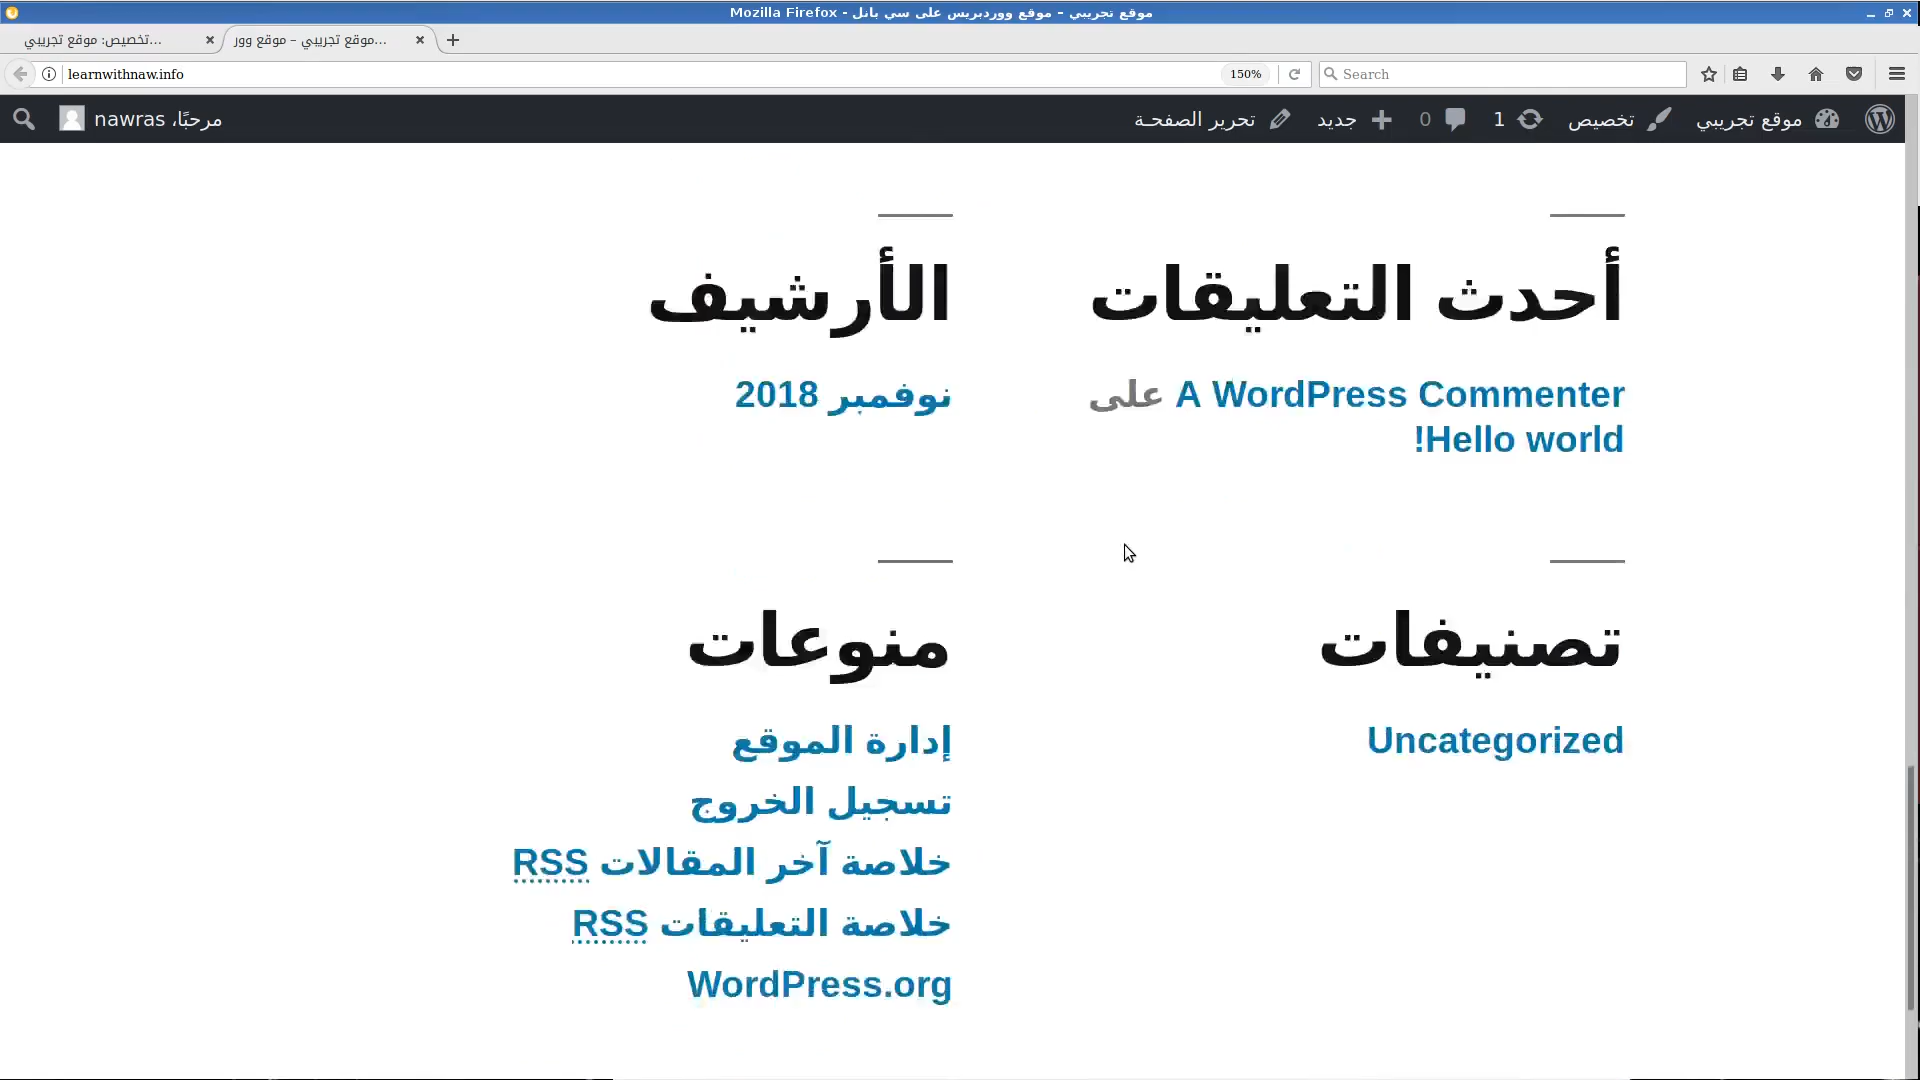 موقع تجريبي – موقع ووردبريس على سي بانل - Mozilla Firefox
تخصيص: موقع تجريبي...
موقع تجريبي – موقع وور...
learnwithnaw.info
150%
Search
موقع تجريبي
تخصيص
1
0
جديد
تحرير الصفحة
مرحبًا، nawras
أحدث التعليقات
A WordPress Commenter على
Hello world!
الأرشيف
نوفمبر 2018
تصنيفات
Uncategorized
منوعات
إدارة الموقع
تسجيل الخروج
خلاصة آخر المقالات RSS
خلاصة التعليقات RSS
WordPress.org